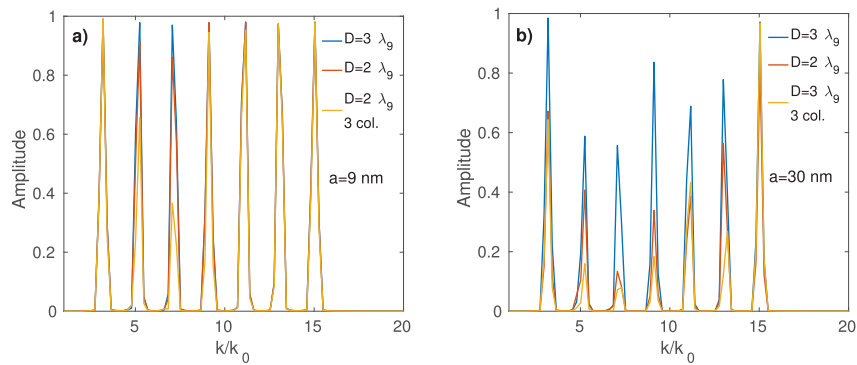 a)
D=3 λ9
D=2 λ9
D=2 λ9
3 col.
a=9 nm
Amplitude
1
0.8
0.6
0.4
0.2
0
5
10
15
20
k/k0
b)
D=3 λ9
D=2 λ9
D=3 λ9
3 col.
a=30 nm
Amplitude
1
0.8
0.6
0.4
0.2
0
5
10
15
20
k/k0